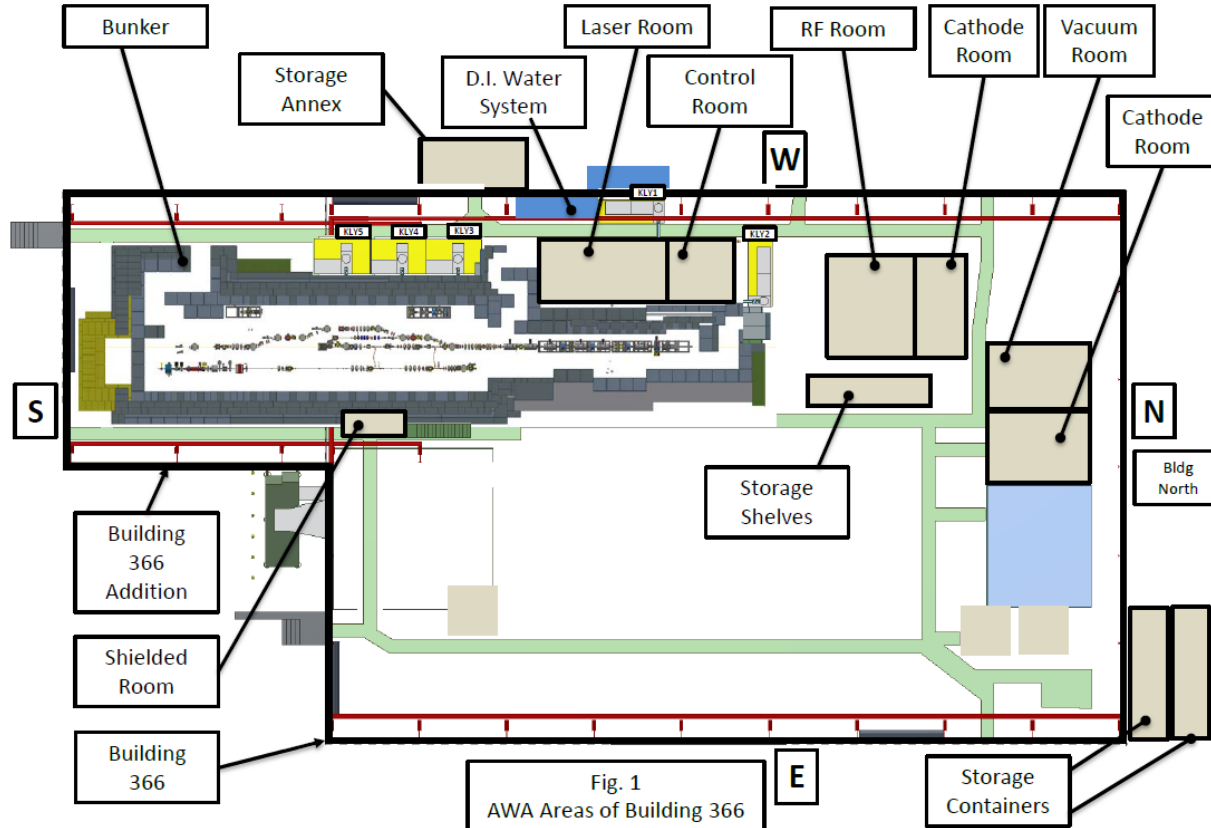 Bunker
Laser Room
RF Room
Cathode
Room
Vacuum
Room
Storage
Annex
D.I. Water
System
Control
Room
Cathode
Room
W
KLY1
KLY5
KLY4
KLY3
KLY2
S
N
Bldg
North
Storage
Shelves
Building
366
Addition
Shielded
Room
Building
366
E
Fig. 1
AWA Areas of Building 366
Storage
Containers